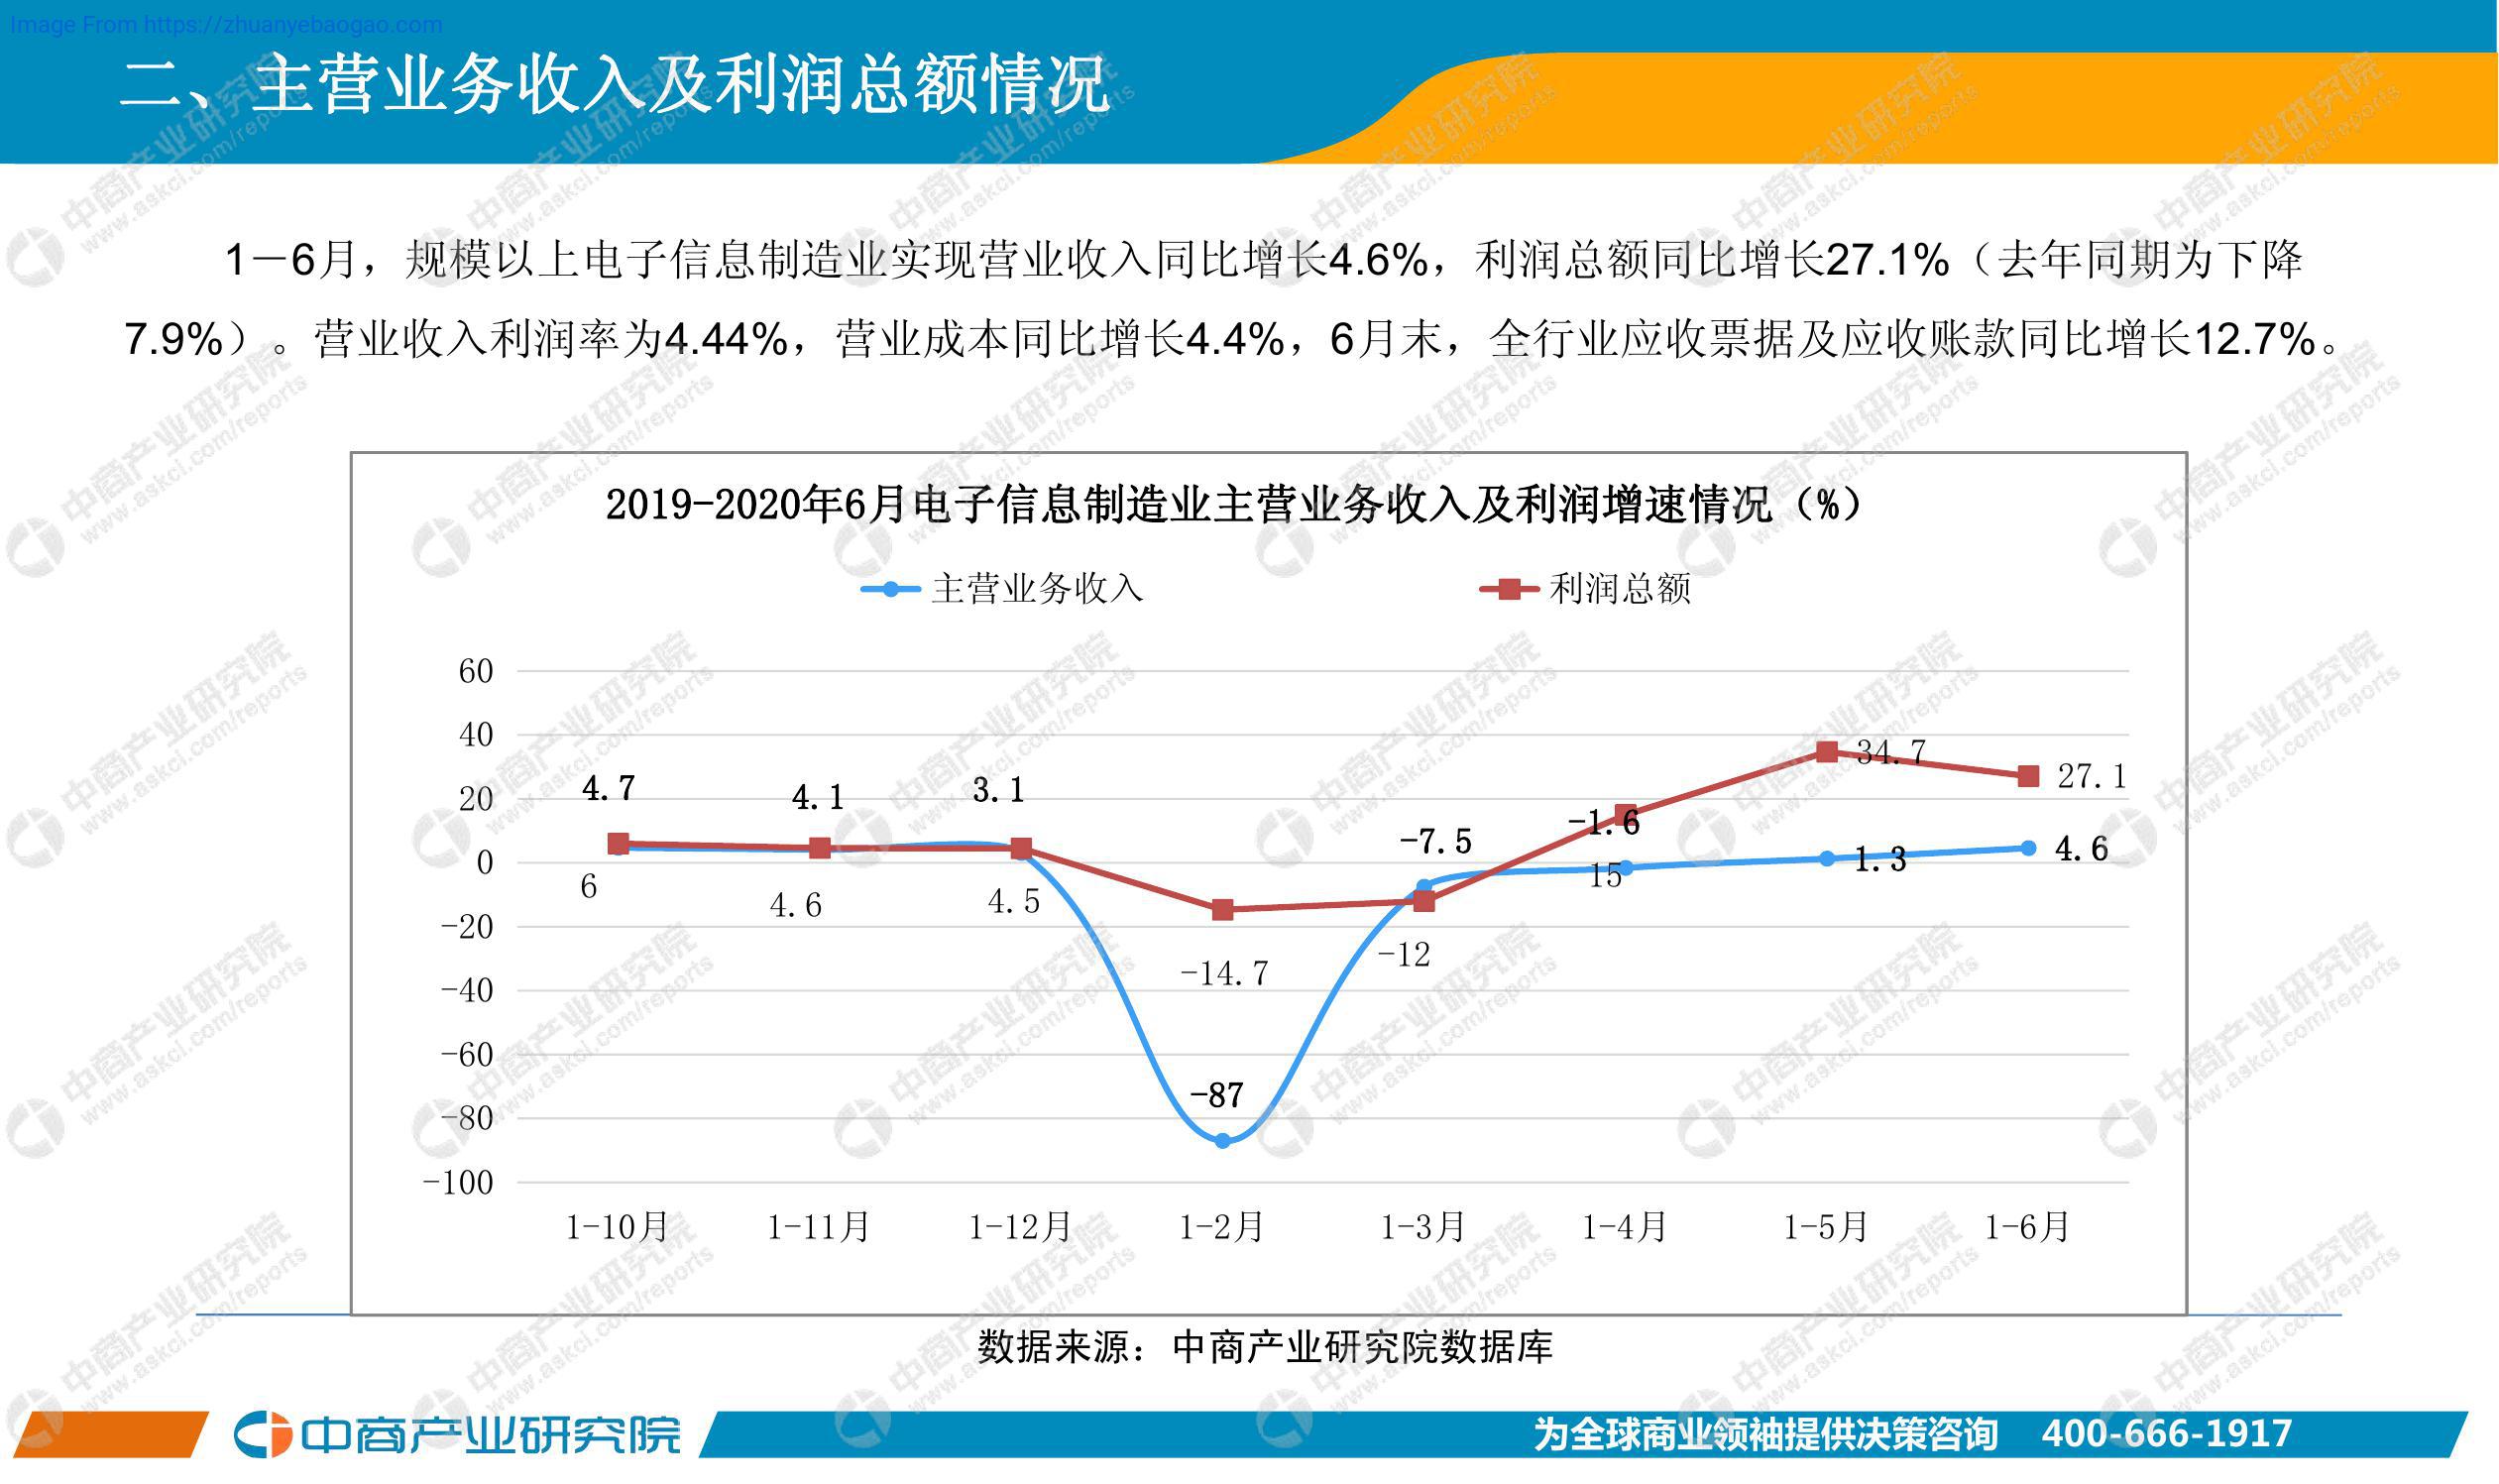 Image From https://zhuanyebaogao.com
二、主营业务收入及利润总额情况
1－6月，规模以上电子信息制造业实现营业收入同比增长4.6%，利润总额同比增长27.1%（去年同期为下降
7.9%）。营业收入利润率为4.44%，营业成本同比增长4.4%，6月末，全行业应收票据及应收账款同比增长12.7%。
2019-2020年6月电子信息制造业主营业务收入及利润增速情况（%）
主营业务收入 利润总额
60
40
20
0
-20
-40
-60
-80
-100
4.7 4.1 3.1 -87 -7.5 -1.6 1.3 4.6
6 4.6 4.5 -14.7 -12 15 34.7 27.1
1-10月 1-11月 1-12月 1-2月 1-3月 1-4月 1-5月 1-6月
数据来源：中商产业研究院数据库
中商产业研究院
为全球商业领袖提供决策咨询 400-666-1917
中商产业研究院
www.askci.com/reports